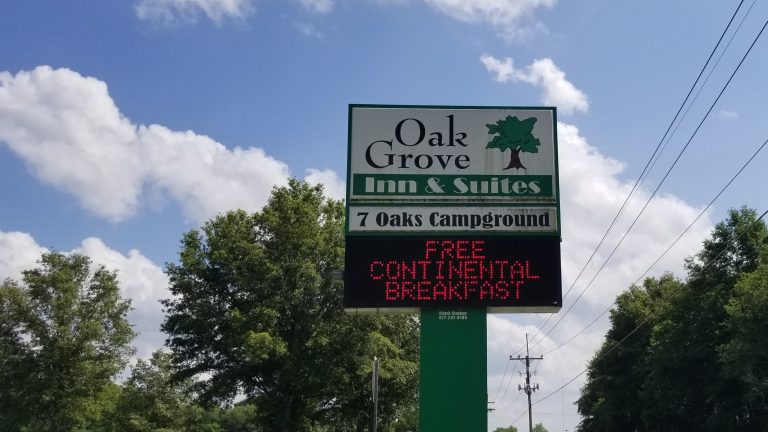 Oak
Grove
Inn & Suites
7 Oaks Campground
FREE
CONTINENTAL
BREAKFAST